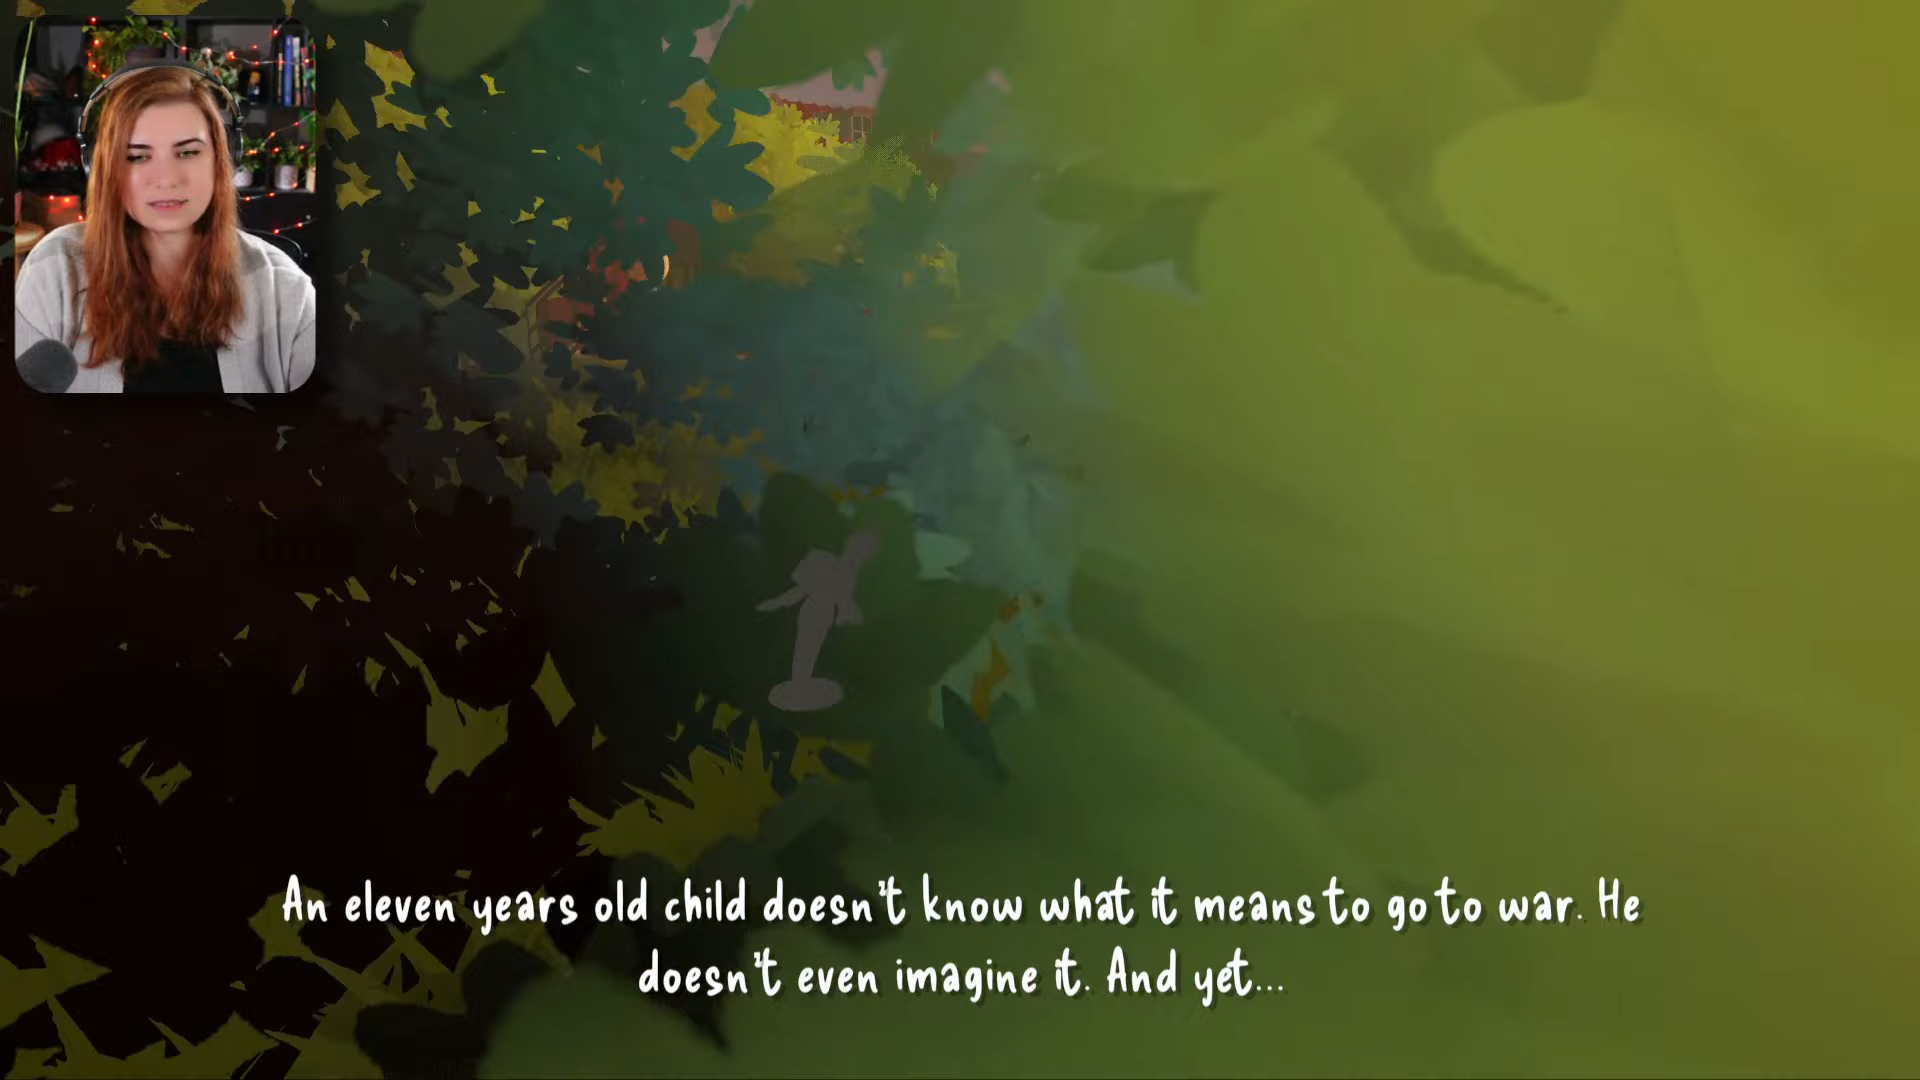 An eleven years old child doesn't know what it means to go to war. He
doesn't even imagine it. And yet...